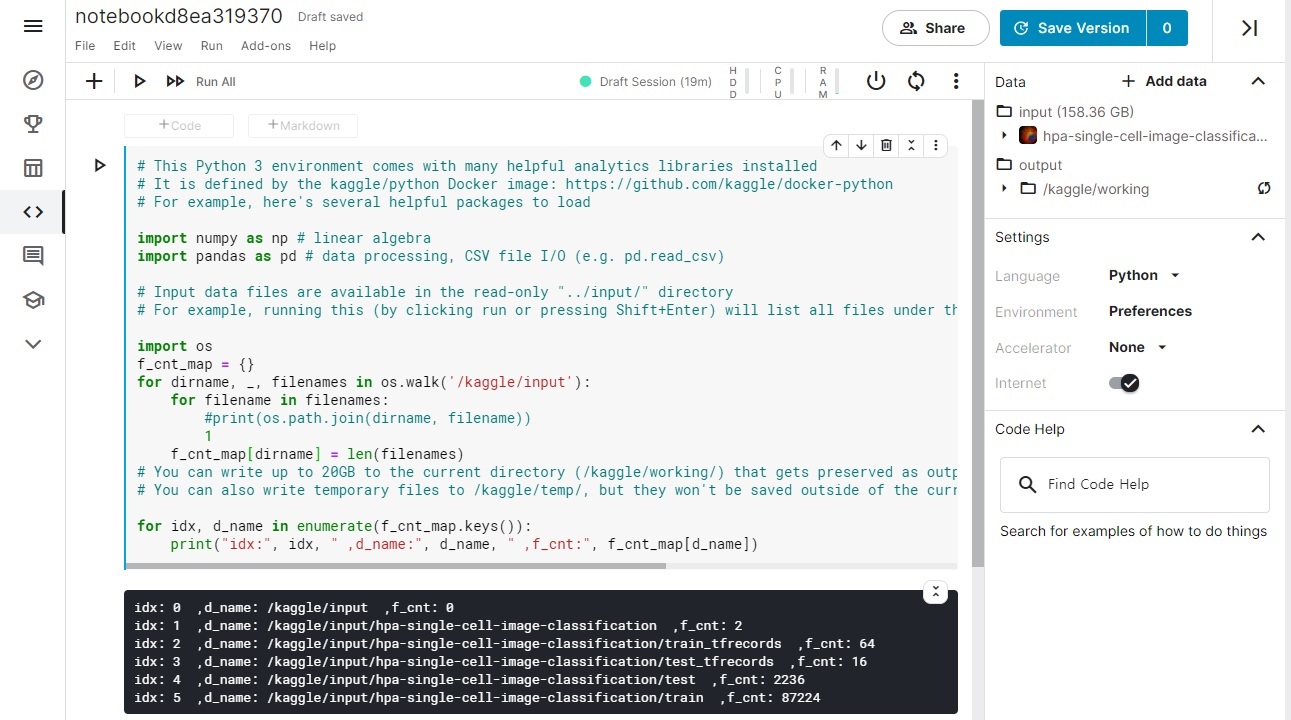 notebookd8ea319370 Draft saved
File Edit View Run Add-ons Help
Share
Save Version 0
Run All
Draft Session (19m)
HDD
CPU
RAM
+Code
+Markdown
# This Python 3 environment comes with many helpful analytics libraries installed
# It is defined by the kaggle/python Docker image: https://github.com/kaggle/docker-python
# For example, here's several helpful packages to load
import numpy as np # linear algebra
import pandas as pd # data processing, CSV file I/O (e.g. pd.read_csv)
# Input data files are available in the read-only "../input/" directory
# For example, running this (by clicking run or pressing Shift+Enter) will list all files under th
import os
f_cnt_map = {}
for dirname, _, filenames in os.walk('/kaggle/input'):
    for filename in filenames:
        #print(os.path.join(dirname, filename))
        1
    f_cnt_map[dirname] = len(filenames)
# You can write up to 20GB to the current directory (/kaggle/working/) that gets preserved as outp
# You can also write temporary files to /kaggle/temp/, but they won't be saved outside of the curr
for idx, d_name in enumerate(f_cnt_map.keys()):
    print("idx:", idx, " ,d_name:", d_name, " ,f_cnt:", f_cnt_map[d_name])
idx: 0  ,d_name: /kaggle/input  ,f_cnt: 0
idx: 1  ,d_name: /kaggle/input/hpa-single-cell-image-classification  ,f_cnt: 2
idx: 2  ,d_name: /kaggle/input/hpa-single-cell-image-classification/train_tfrecords  ,f_cnt: 64
idx: 3  ,d_name: /kaggle/input/hpa-single-cell-image-classification/test_tfrecords  ,f_cnt: 16
idx: 4  ,d_name: /kaggle/input/hpa-single-cell-image-classification/test  ,f_cnt: 2236
idx: 5  ,d_name: /kaggle/input/hpa-single-cell-image-classification/train  ,f_cnt: 87224
Data + Add data
input (158.36 GB)
hpa-single-cell-image-classifica...
output
/kaggle/working
Settings
Language Python
Environment Preferences
Accelerator None
Internet
Code Help
Find Code Help
Search for examples of how to do things